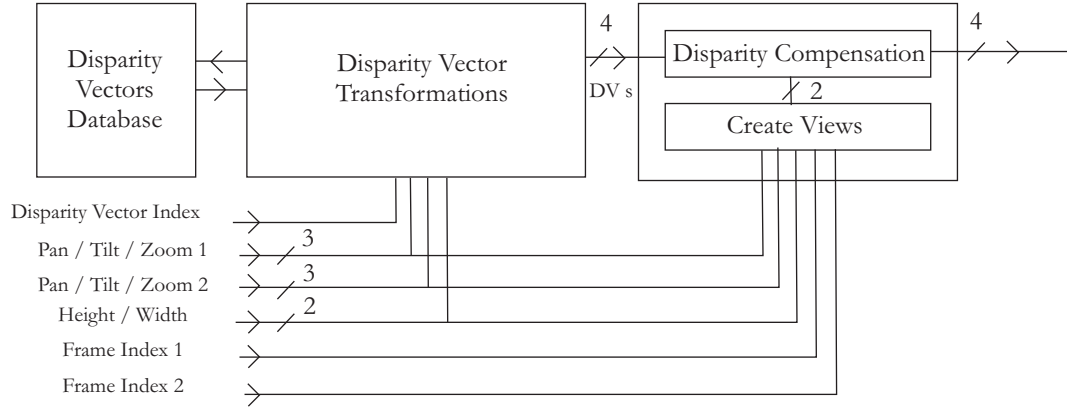 Disparity
Vectors
Database
Disparity Vector
Transformations
4
DV s
Disparity Compensation
2
Create Views
4
Disparity Vector Index
Pan / Tilt / Zoom 1
3
Pan / Tilt / Zoom 2
3
Height / Width
2
Frame Index 1
Frame Index 2